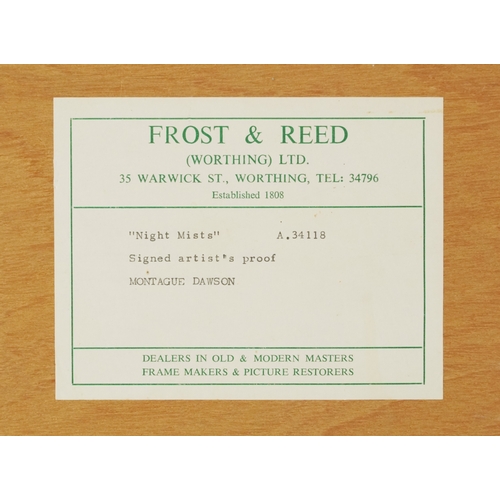 FROST & REED
(WORTHING) LTD.
35 WARWICK ST., WORTHING, TEL: 34796
Established 1808
"Night Mists" A.34118
Signed artist's proof
MONTAGUE DAWSON
DEALERS IN OLD & MODERN MASTERS
FRAME MAKERS & PICTURE RESTORERS